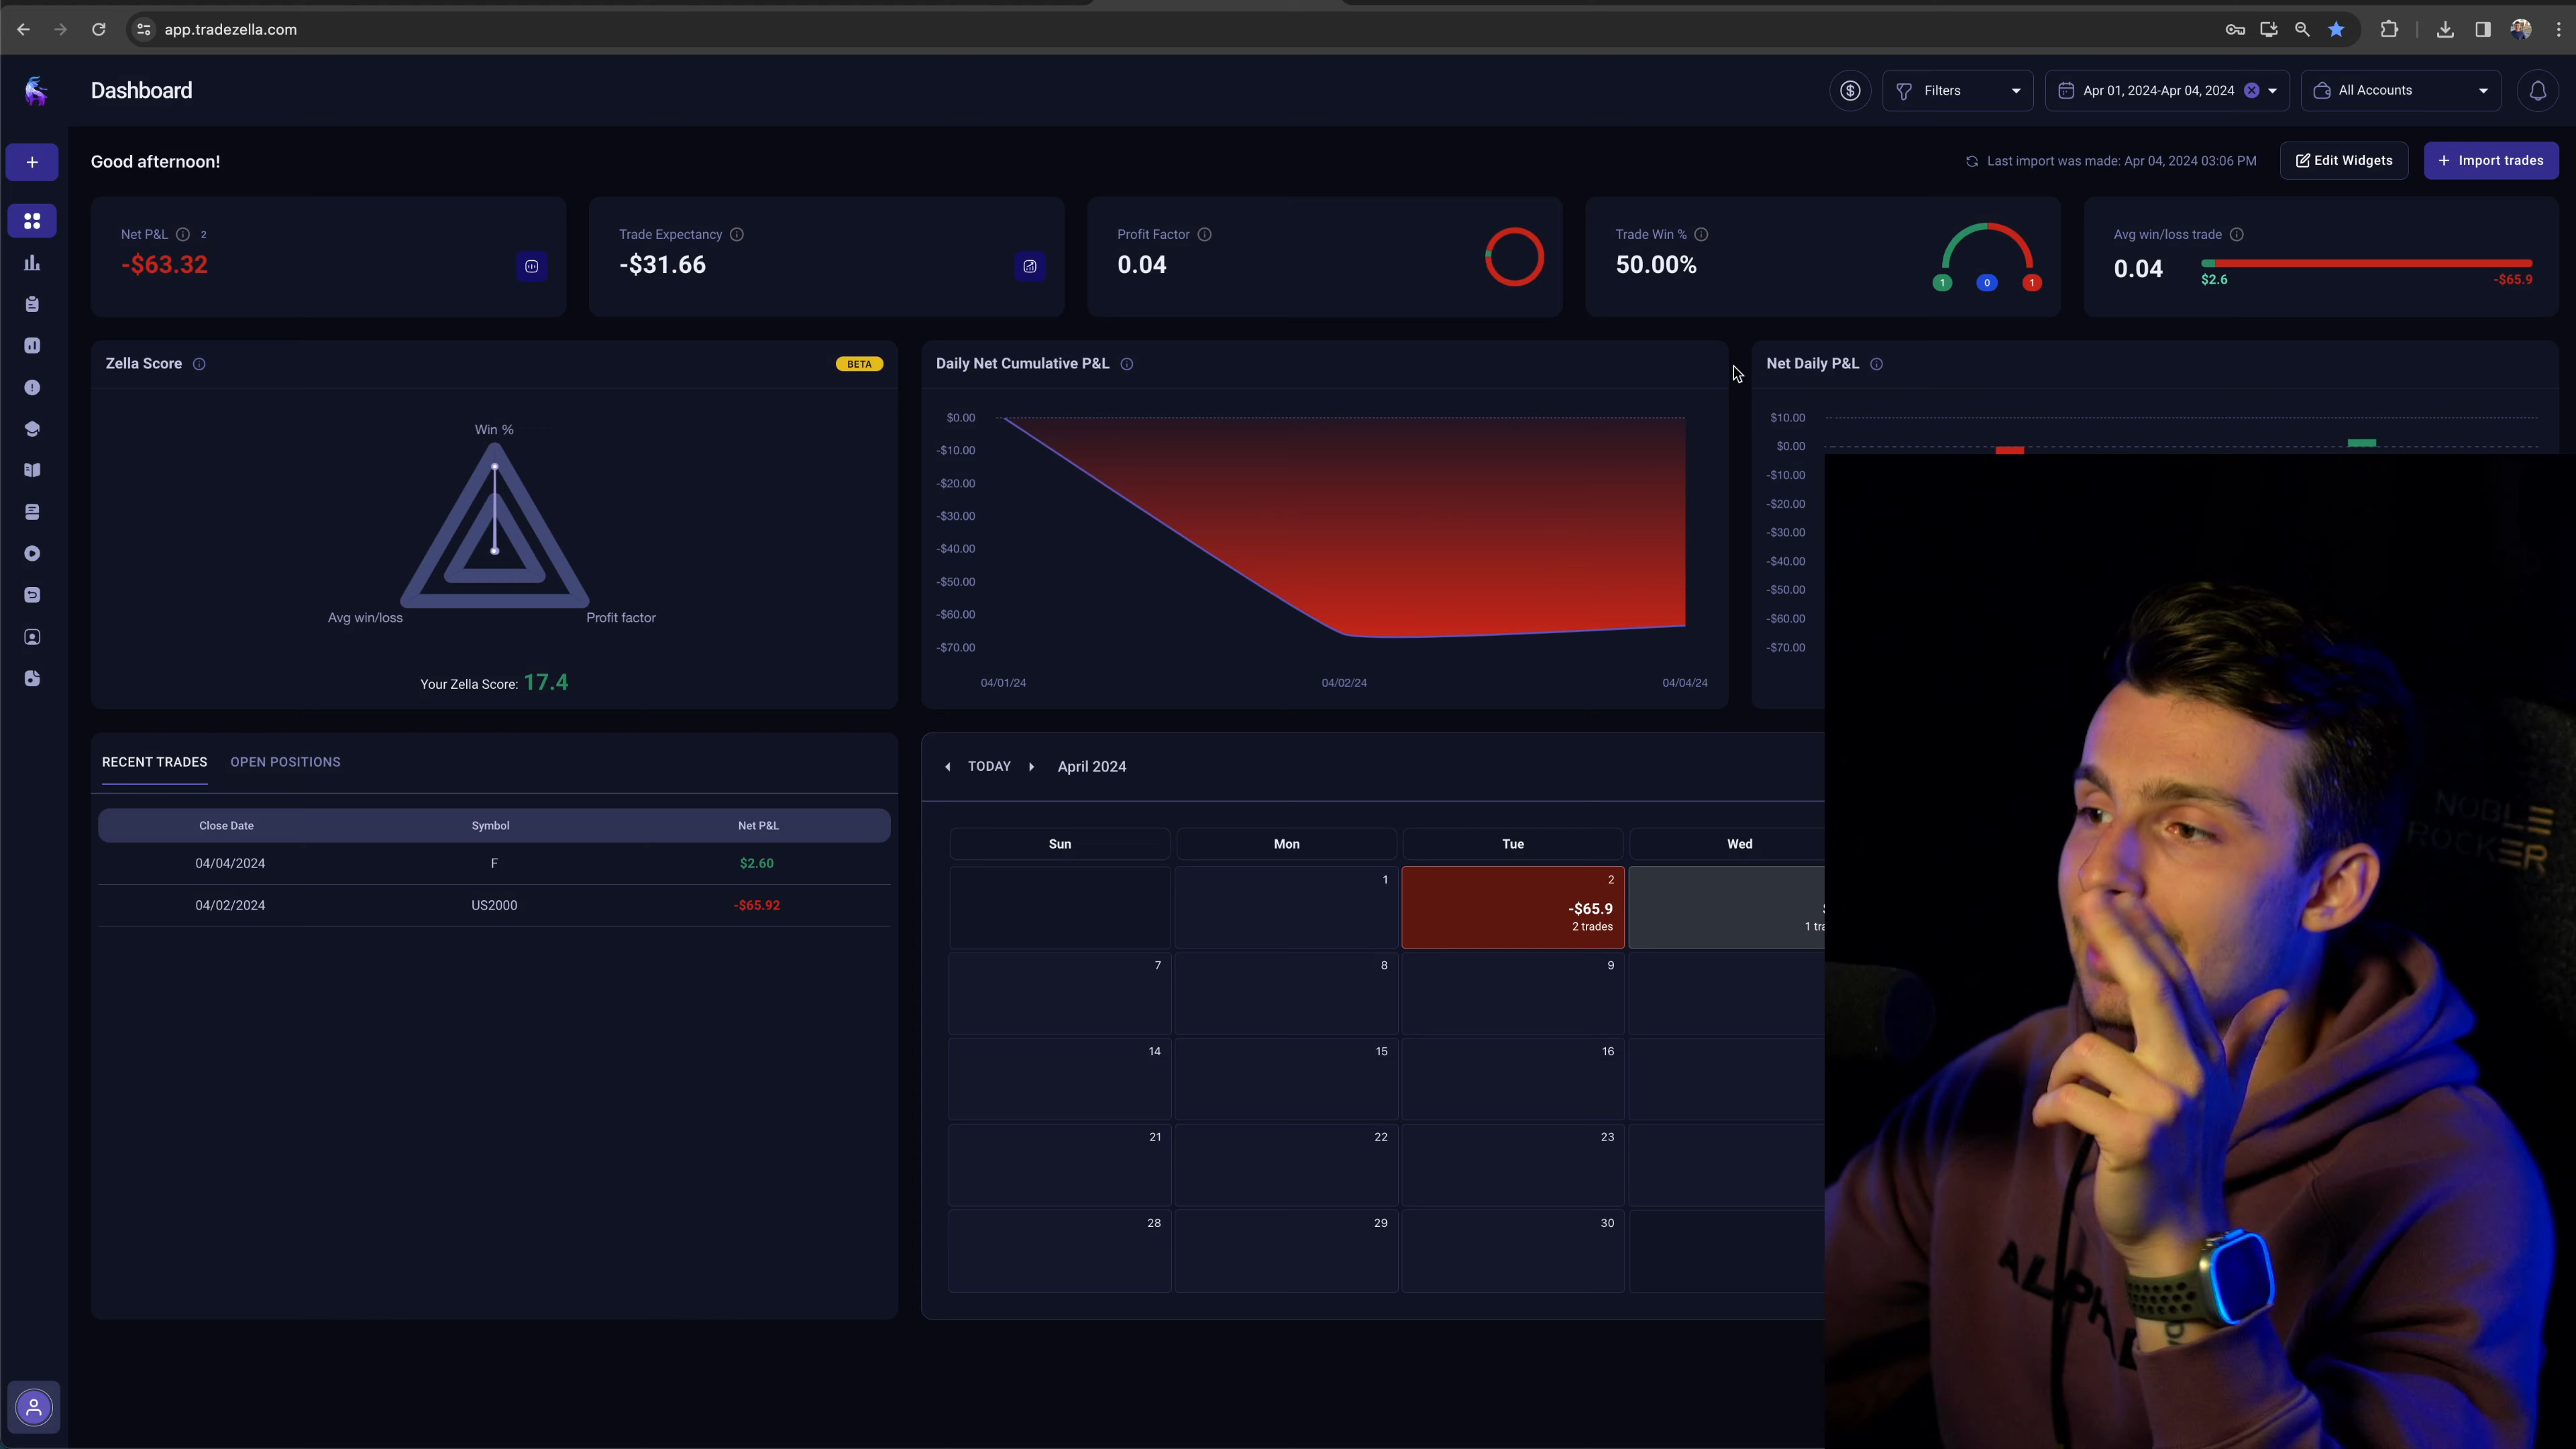 app.tradezella.com
Dashboard
Filters
Apr 01, 2024-Apr 04, 2024
All Accounts
Good afternoon!
Last import was made: Apr 04, 2024 03:06 PM
Edit Widgets
+ Import trades
Net P&L 2
-$63.32
Trade Expectancy
-$31.66
Profit Factor
0.04
Trade Win %
50.00%
1 0 1
Avg win/loss trade
0.04
$2.6 -$65.9
Zella Score
BETA
Win %
Avg win/loss
Profit factor
Your Zella Score: 17.4
Daily Net Cumulative P&L
$0.00
-$10.00
-$20.00
-$30.00
-$40.00
-$50.00
-$60.00
-$70.00
04/01/24 04/02/24 04/04/24
Net Daily P&L
$10.00
$0.00
-$10.00
-$20.00
-$30.00
-$40.00
-$50.00
-$60.00
-$70.00
RECENT TRADES OPEN POSITIONS
Close Date Symbol Net P&L
04/04/2024 F $2.60
04/02/2024 US2000 -$65.92
TODAY April 2024
Sun Mon Tue Wed
1 2
-$65.9
2 trades
1
7 8 9
14 15 16
21 22 23
28 29 30
NOBLE
ROCKER